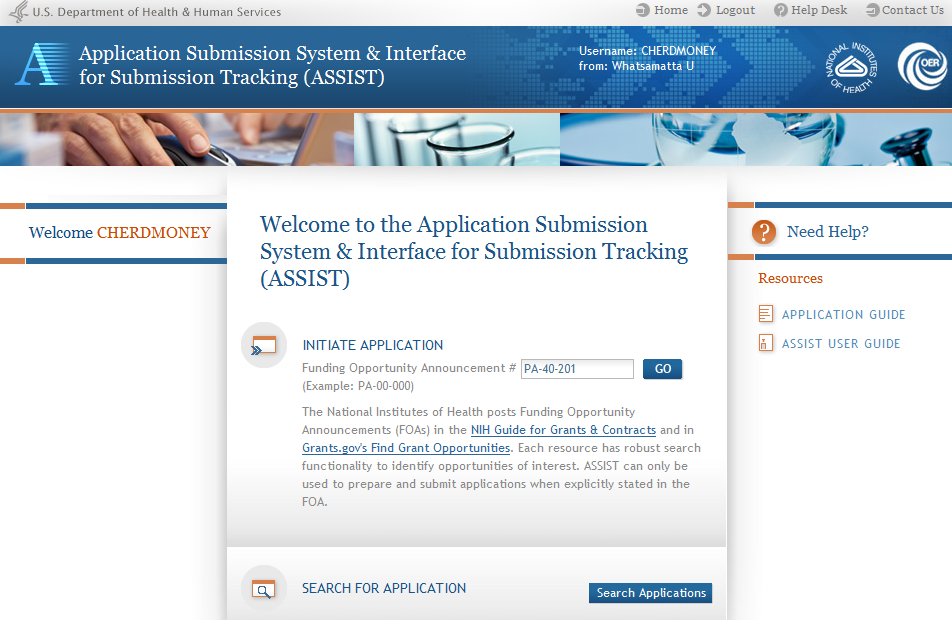 U.S. Department of Health & Human Services
Home Logout Help Desk Contact Us
A
Application Submission System & Interface
for Submission Tracking (ASSIST)
Username: CHERDMONEY
from: Whatsamatta U
NATIONAL INSTITUTES OF HEALTH
OER
Welcome CHERDMONEY
Welcome to the Application Submission
System & Interface for Submission Tracking
(ASSIST)
INITIATE APPLICATION
Funding Opportunity Announcement # PA-40-201 GO
(Example: PA-00-000)
The National Institutes of Health posts Funding Opportunity
Announcements (FOAs) in the NIH Guide for Grants & Contracts and in
Grants.gov's Find Grant Opportunities. Each resource has robust search
functionality to identify opportunities of interest. ASSIST can only be
used to prepare and submit applications when explicitly stated in the
FOA.
SEARCH FOR APPLICATION
Search Applications
? Need Help?
Resources
APPLICATION GUIDE
ASSIST USER GUIDE